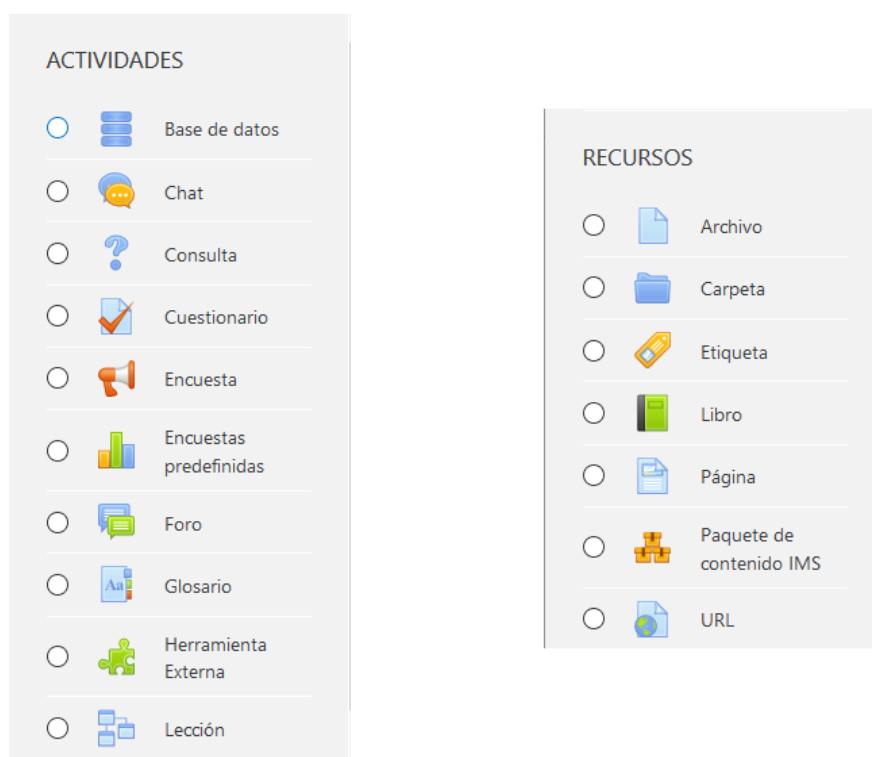 ACTIVIDADES
Base de datos
Chat
Consulta
Cuestionario
Encuesta
Encuestas
predefinidas
Foro
Aa
Glosario
Herramienta
Externa
Lección
RECURSOS
Archivo
Carpeta
Etiqueta
Libro
Página
Paquete de
contenido IMS
URL